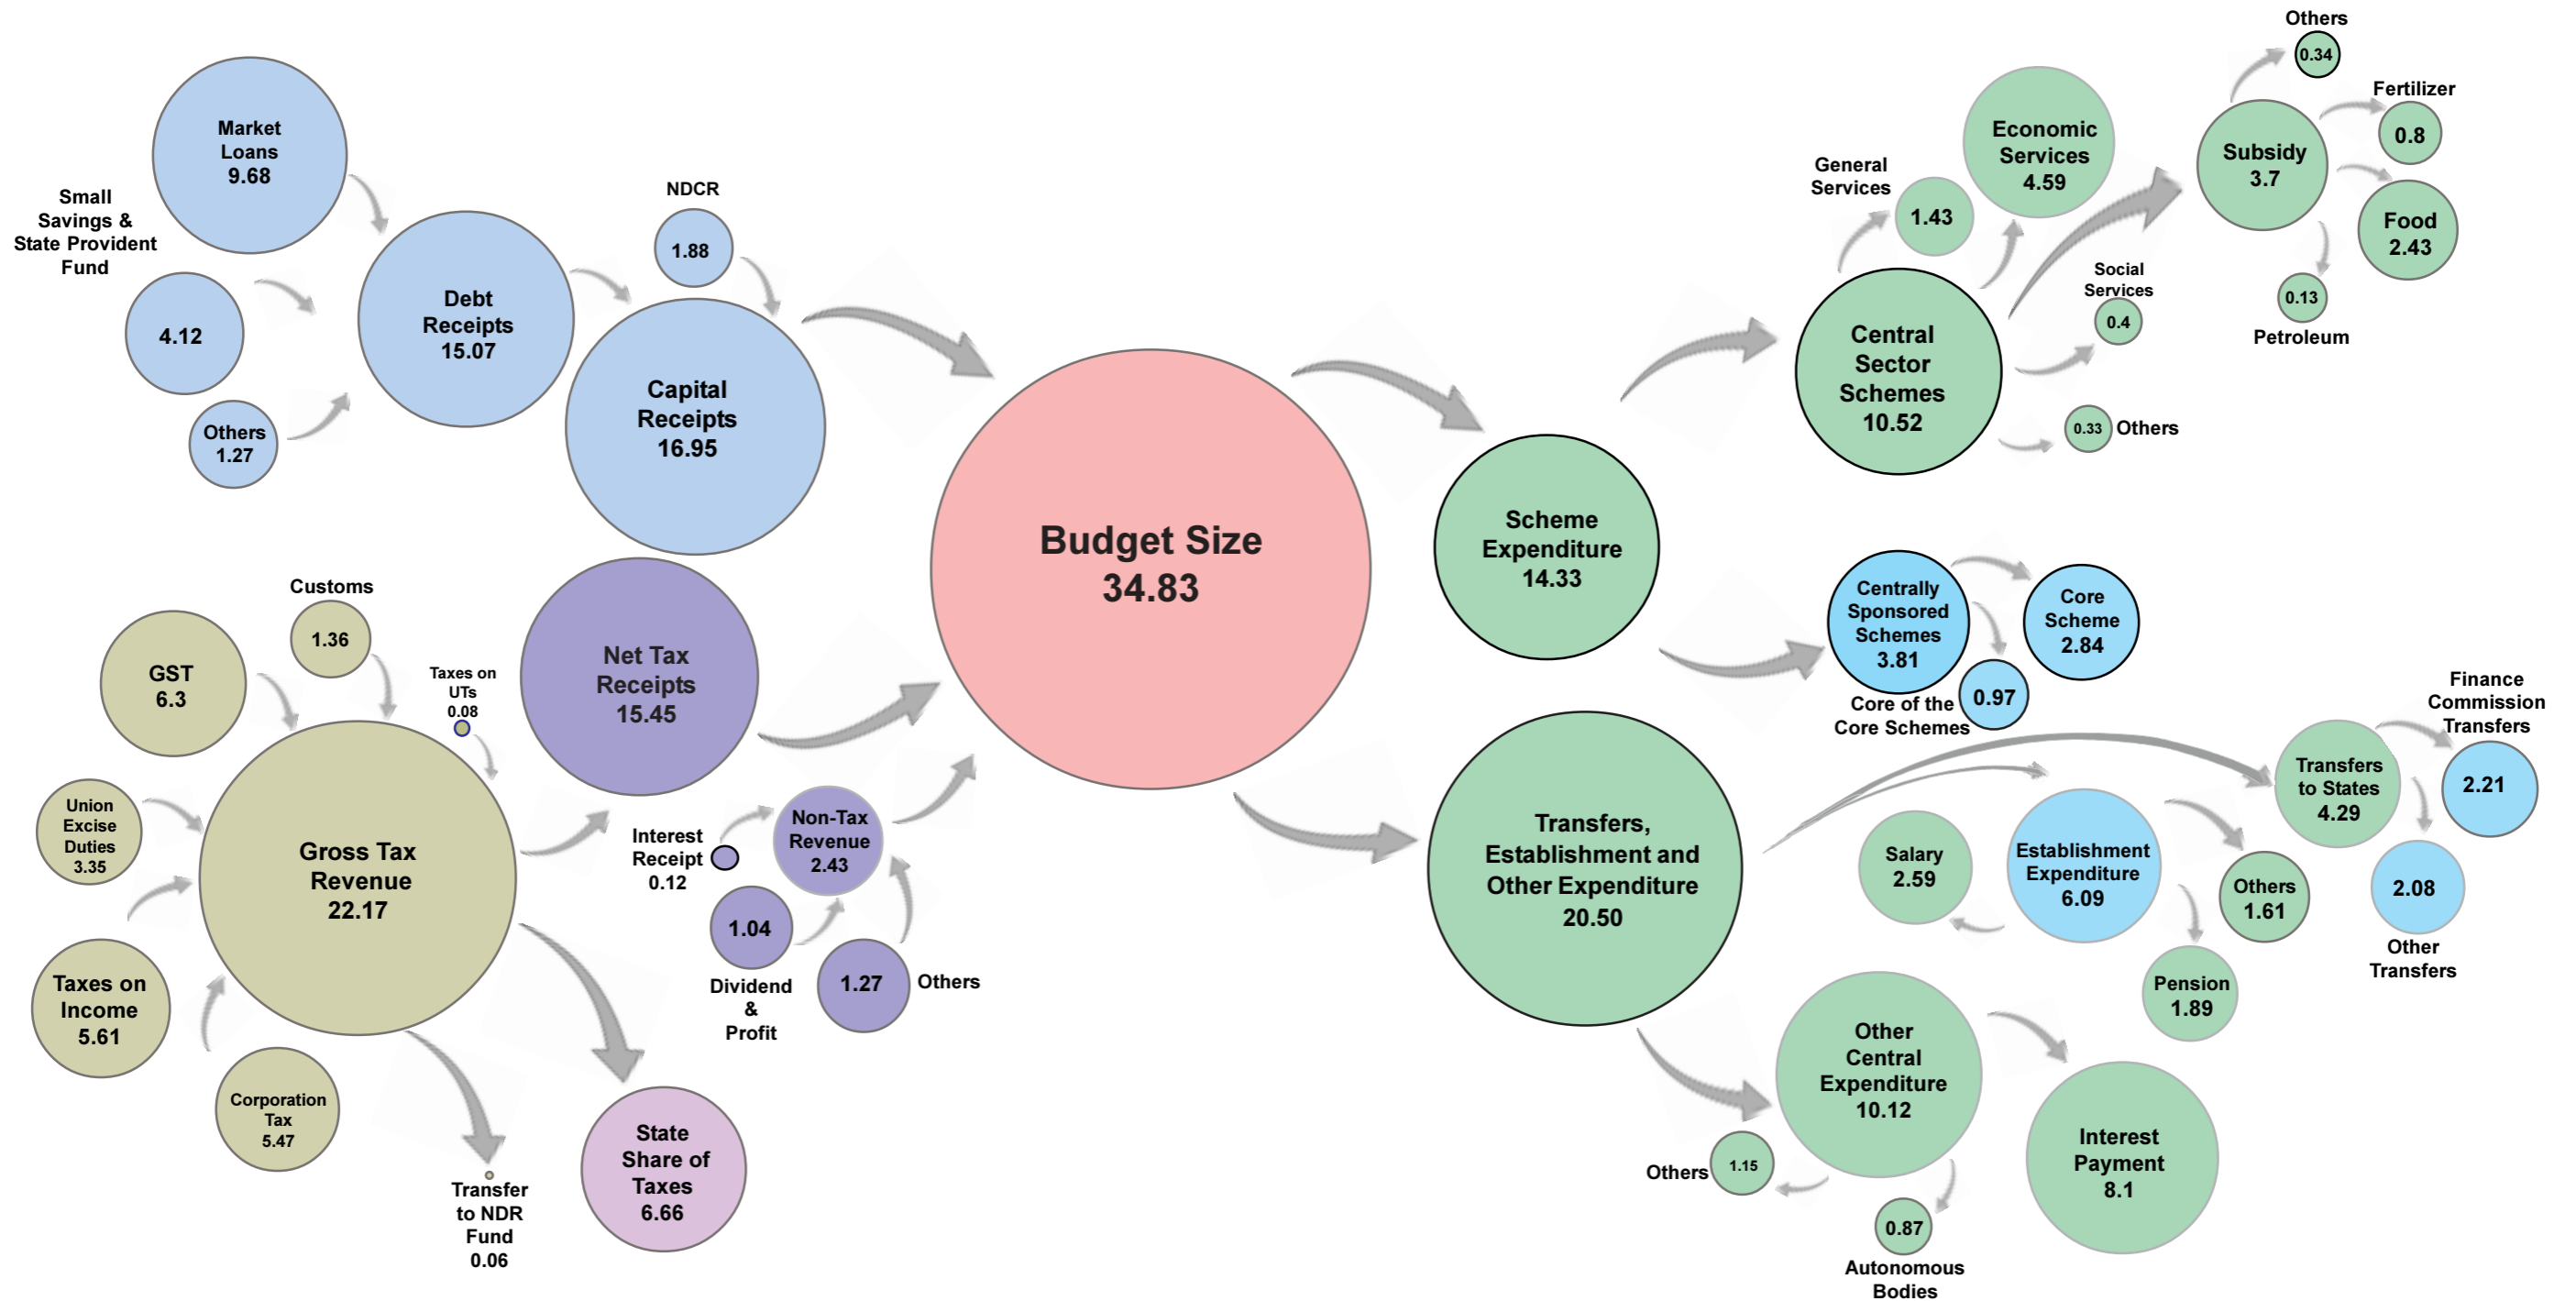 Market
Loans
9.68
Small
Savings &
State Provident
Fund
4.12
Others
1.27
Debt
Receipts
15.07
NDCR
1.88
Capital
Receipts
16.95
Customs
1.36
GST
6.3
Taxes on
UTs
0.08
Union
Excise
Duties
3.35
Taxes on
Income
5.61
Corporation
Tax
5.47
Gross Tax
Revenue
22.17
Transfer
to NDR
Fund
0.06
State
Share of
Taxes
6.66
Net Tax
Receipts
15.45
Interest
Receipt
0.12
Non-Tax
Revenue
2.43
1.04
Dividend
&
Profit
1.27
Others
Budget Size
34.83
Scheme
Expenditure
14.33
Central
Sector
Schemes
10.52
General
Services
1.43
Economic
Services
4.59
Subsidy
3.7
Others
0.34
Fertilizer
0.8
Food
2.43
0.13
Petroleum
Social
Services
0.4
0.33
Others
Centrally
Sponsored
Schemes
3.81
Core
Scheme
2.84
0.97
Core of the
Core Schemes
Transfers,
Establishment and
Other Expenditure
20.50
Transfers
to States
4.29
Finance
Commission
Transfers
2.21
2.08
Other
Transfers
Establishment
Expenditure
6.09
Salary
2.59
Others
1.61
Pension
1.89
Other
Central
Expenditure
10.12
Interest
Payment
8.1
Others
1.15
0.87
Autonomous
Bodies